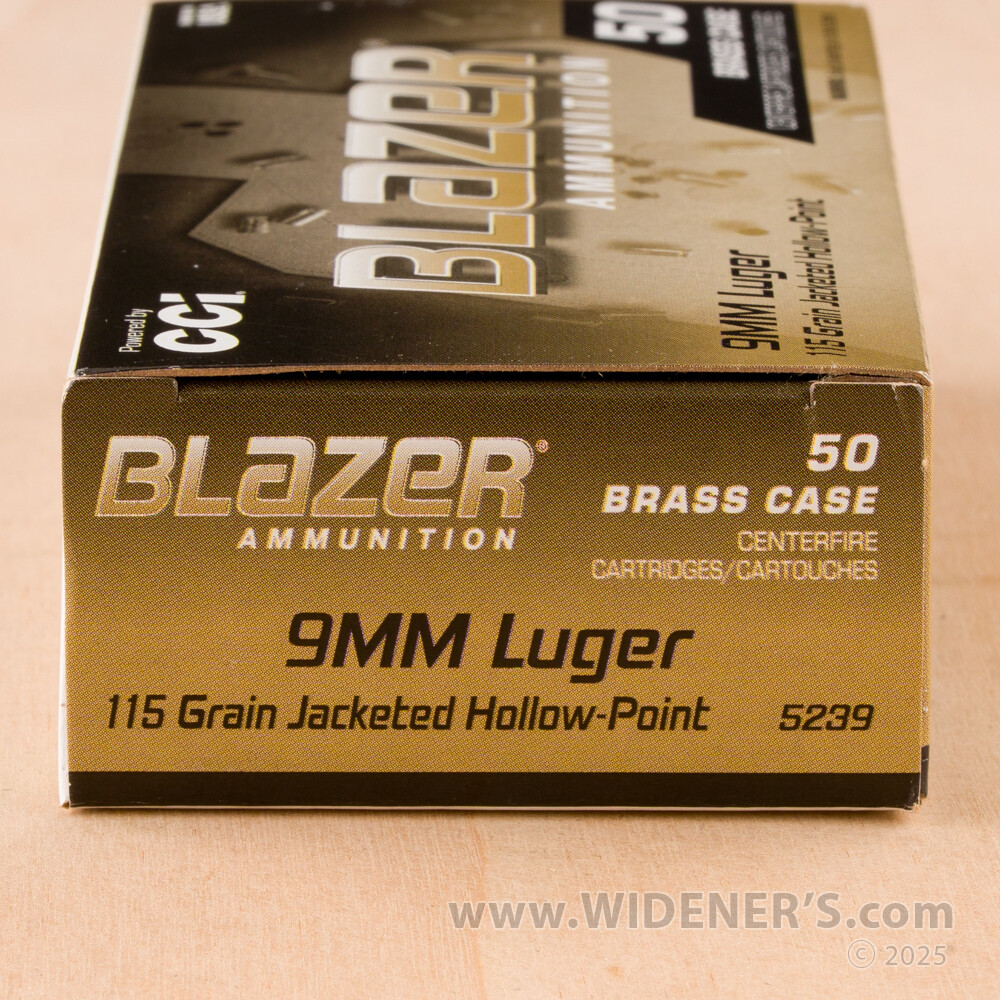 50
BRASS CASE
BLAZER
AMMUNITION
Powered by
CCI
9MM Luger
115 Grain Jacketed Hollow-Point
BLAZER®
AMMUNITION
50
BRASS CASE
CENTERFIRE
CARTRIDGES/CARTOUCHES
9MM Luger
115 Grain Jacketed Hollow-Point
5239
www.WIDENER'S.com
© 2025